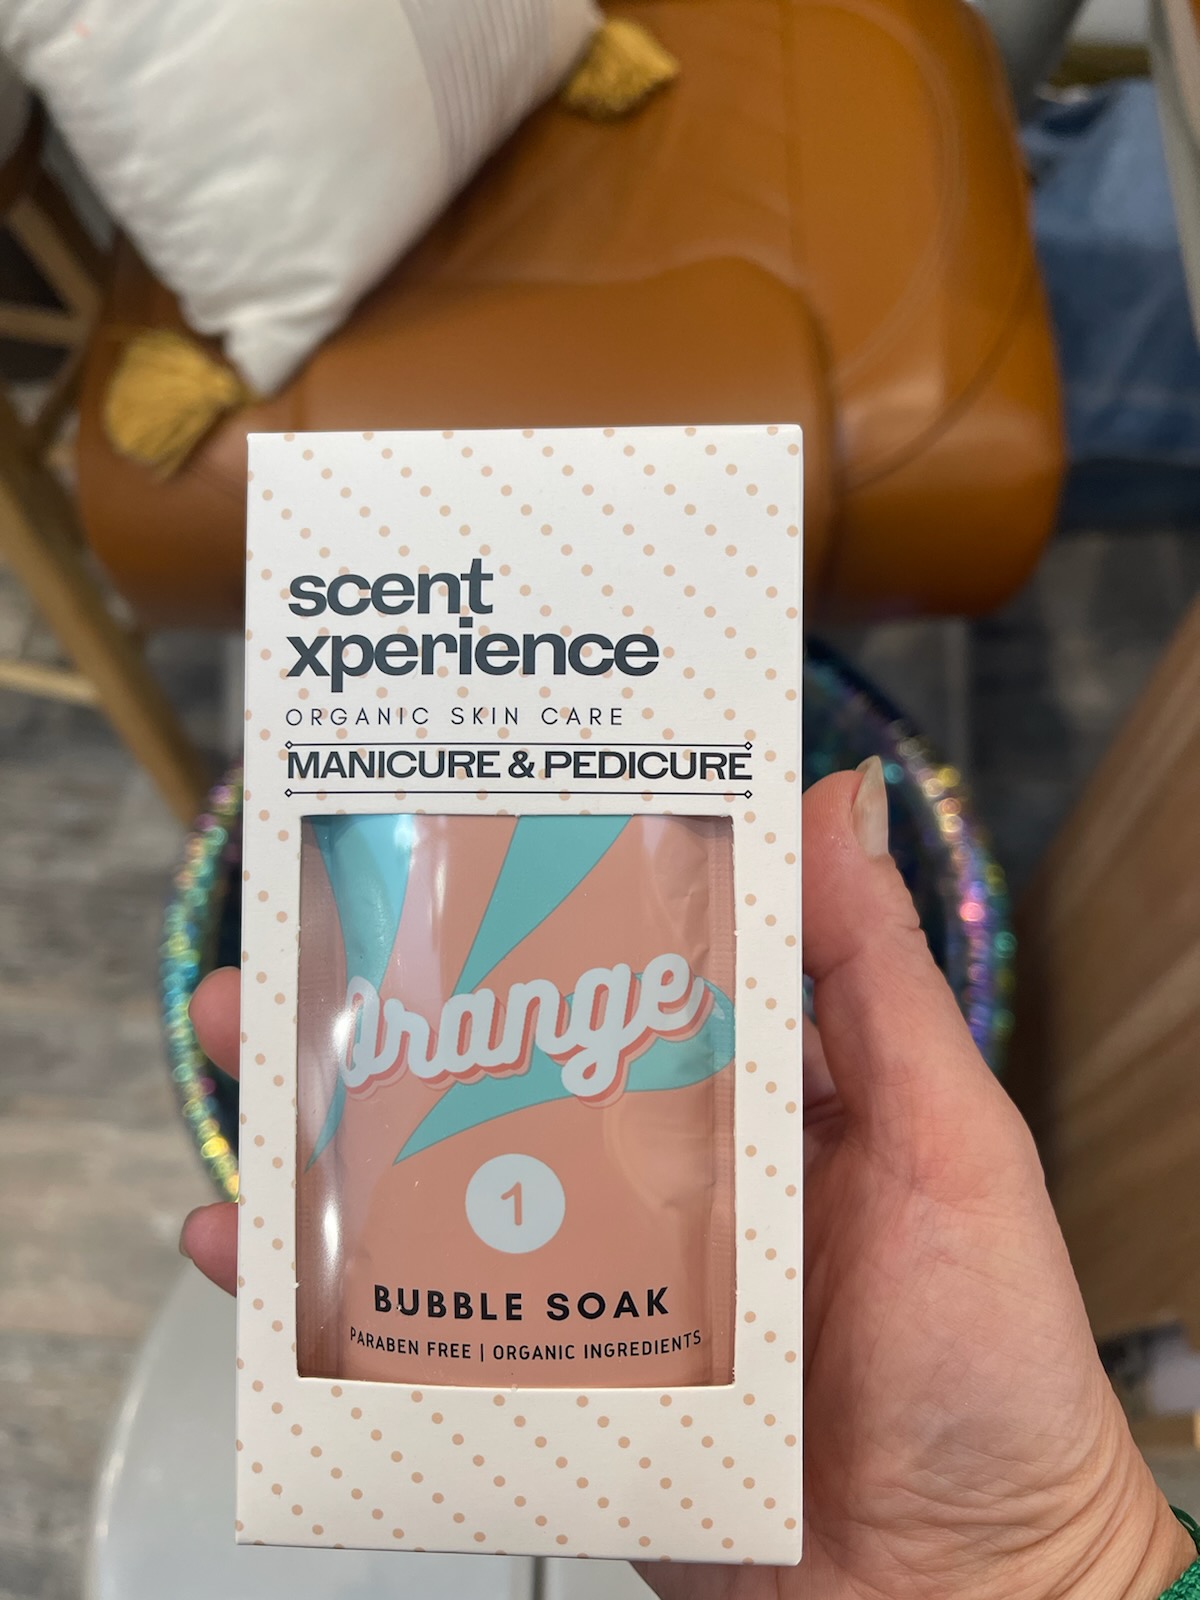 scent
xperience
ORGANIC SKIN CARE
MANICURE & PEDICURE
Orange
1
BUBBLE SOAK
PARABEN FREE | ORGANIC INGREDIENTS